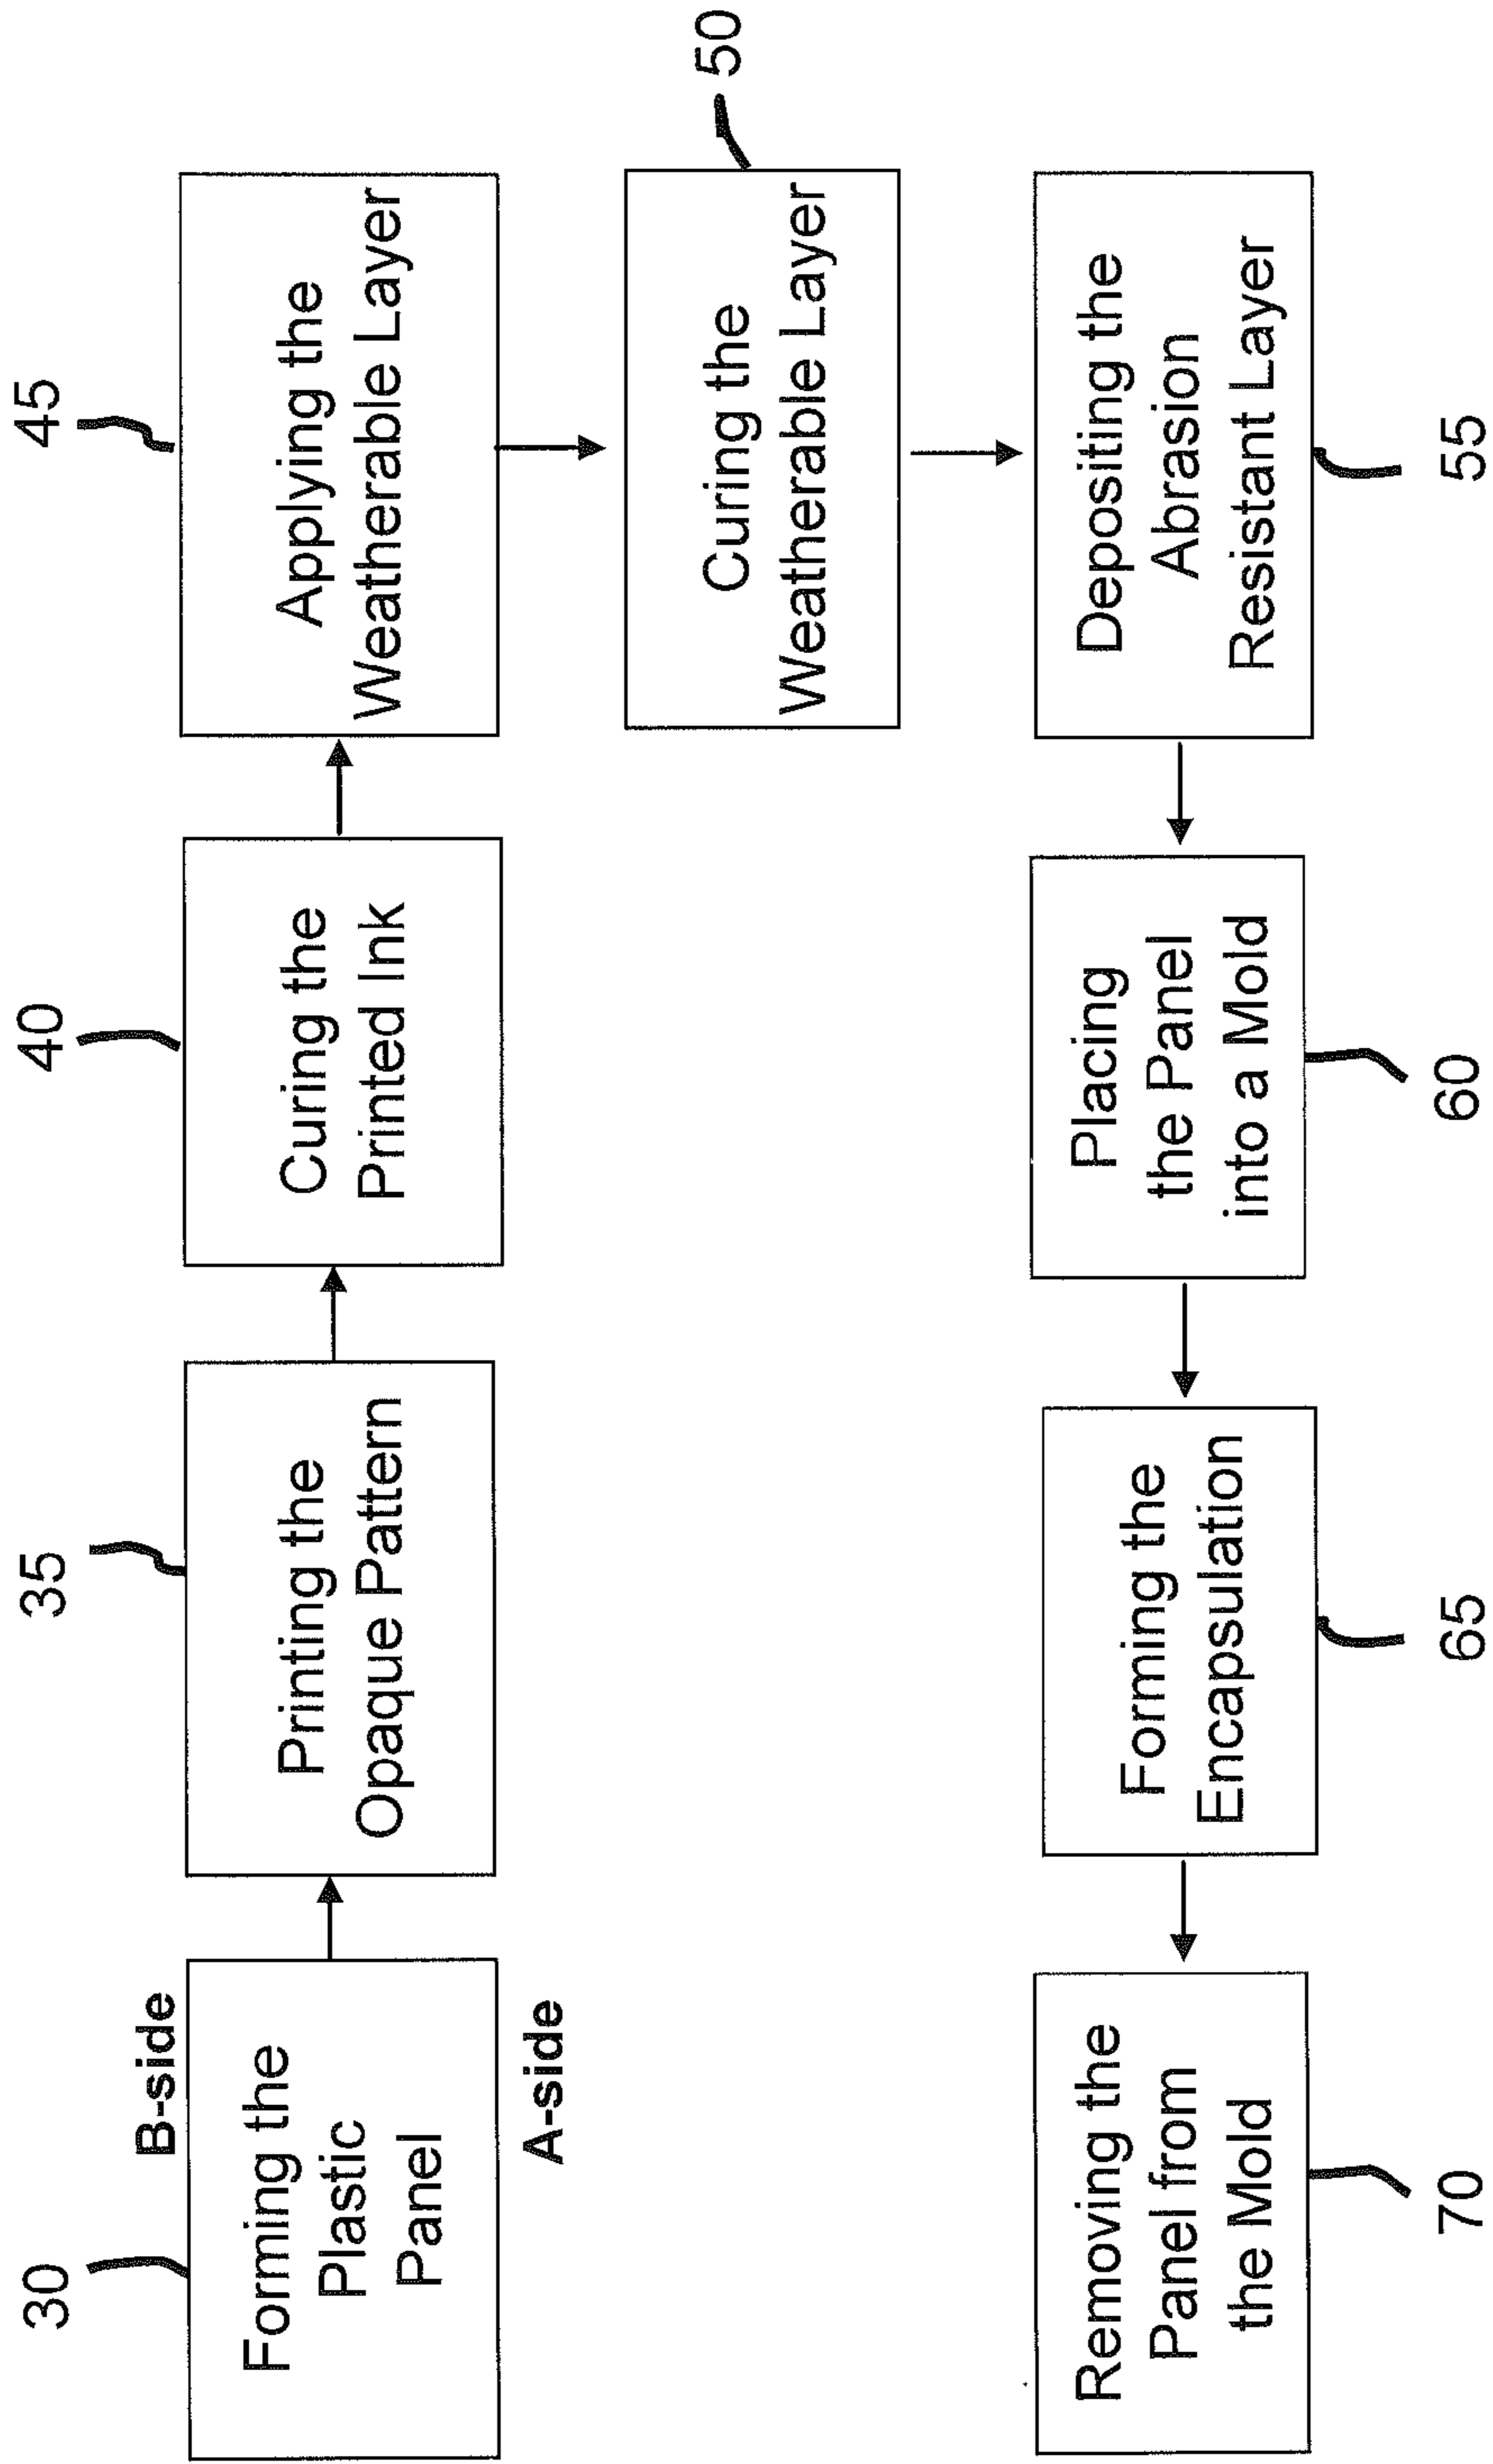 30
B-side
Forming the
Plastic
Panel
A-side
35
Printing the
Opaque Pattern
40
Curing the
Printed Ink
45
Applying the
Weatherable Layer
50
Curing the
Weatherable Layer
Depositing the
Abrasion
Resistant Layer
55
Placing
the Panel
into a Mold
60
Forming the
Encapsulation
65
Removing the
Panel from
the Mold
70